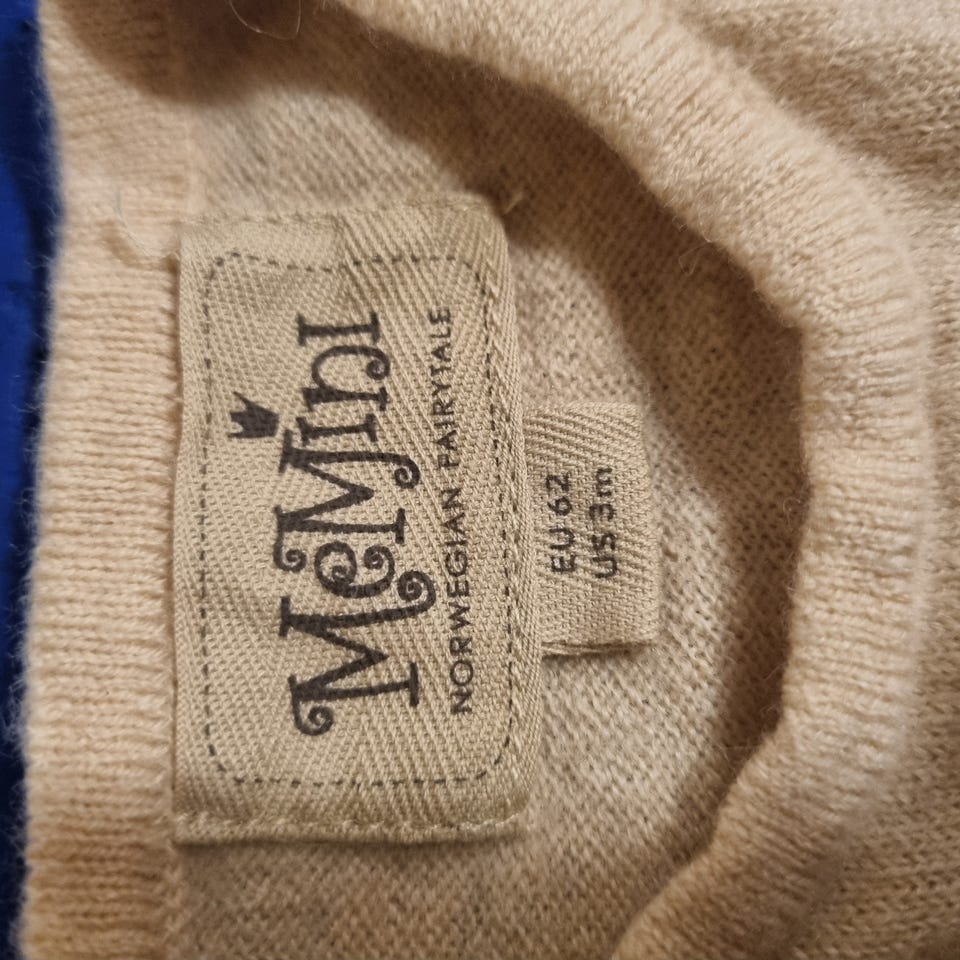 MeMini
NORWEGIAN FAIRYTALE
EU 62
US 3m